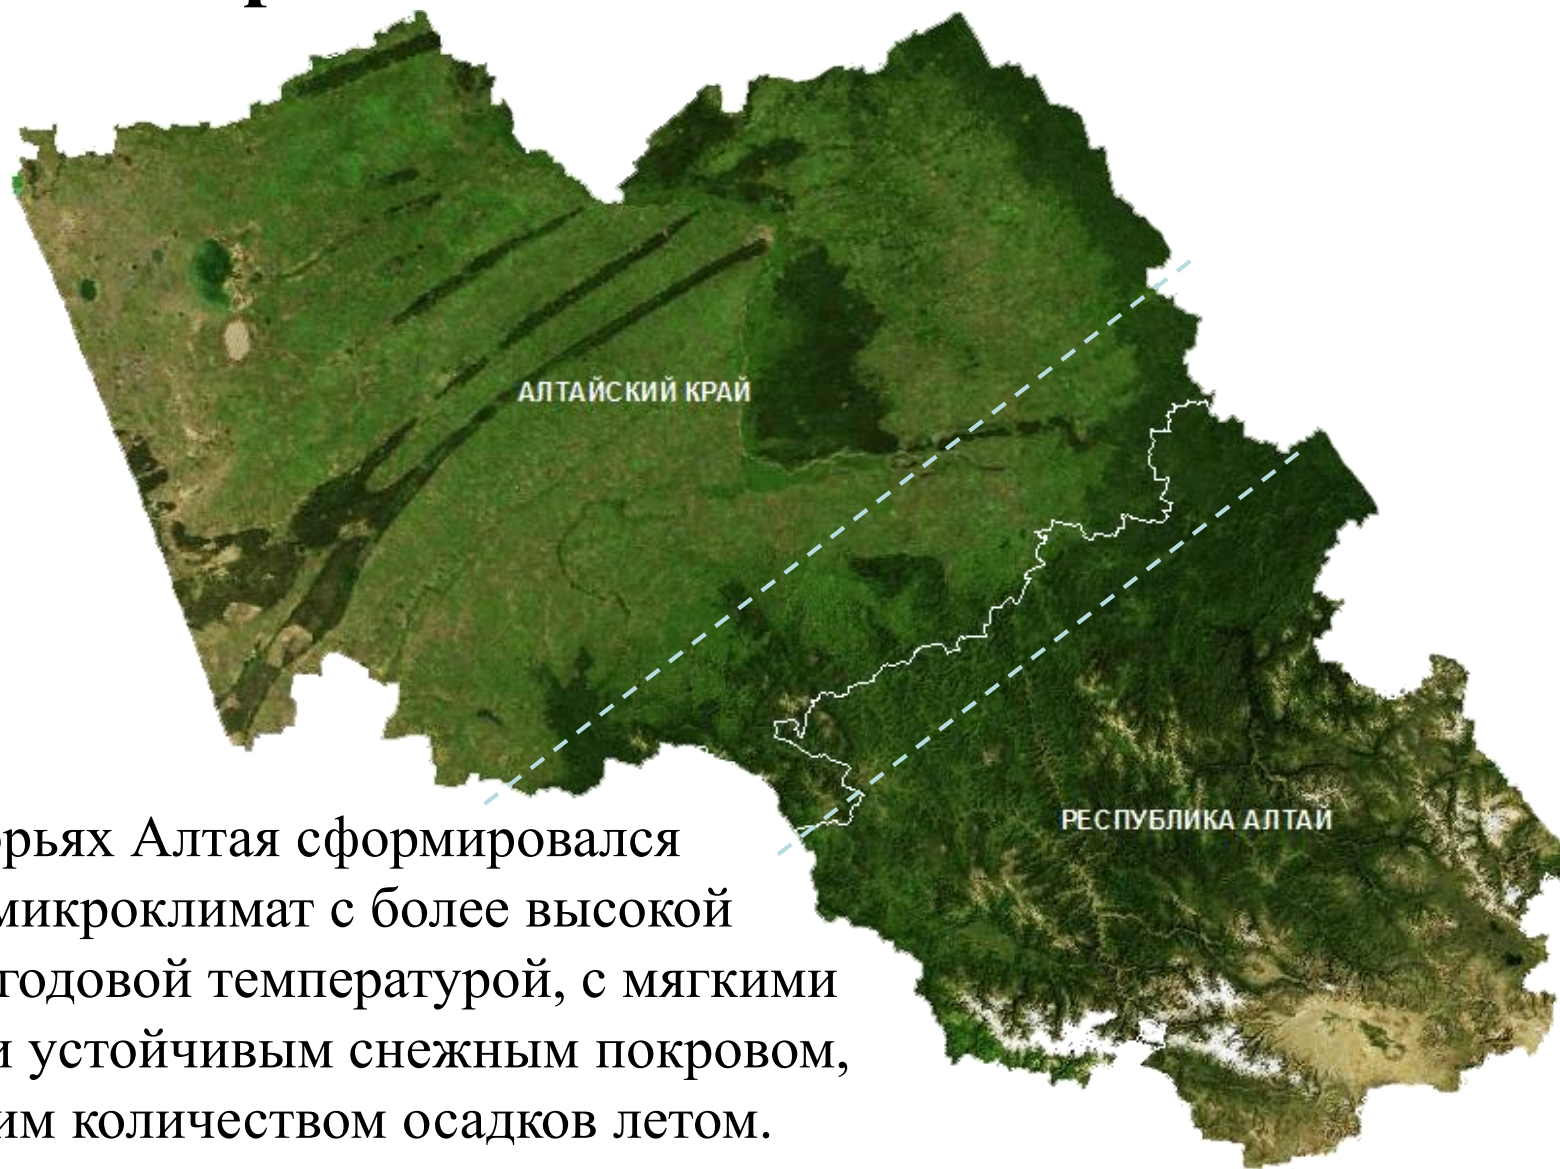 АЛТАЙСКИЙ КРАЙ
РЕСПУБЛИКА АЛТАЙ
орьях Алтая сформировался
микроклимат с более высокой
годовой температурой, с мягкими
и устойчивым снежным покровом,
им количеством осадков летом.